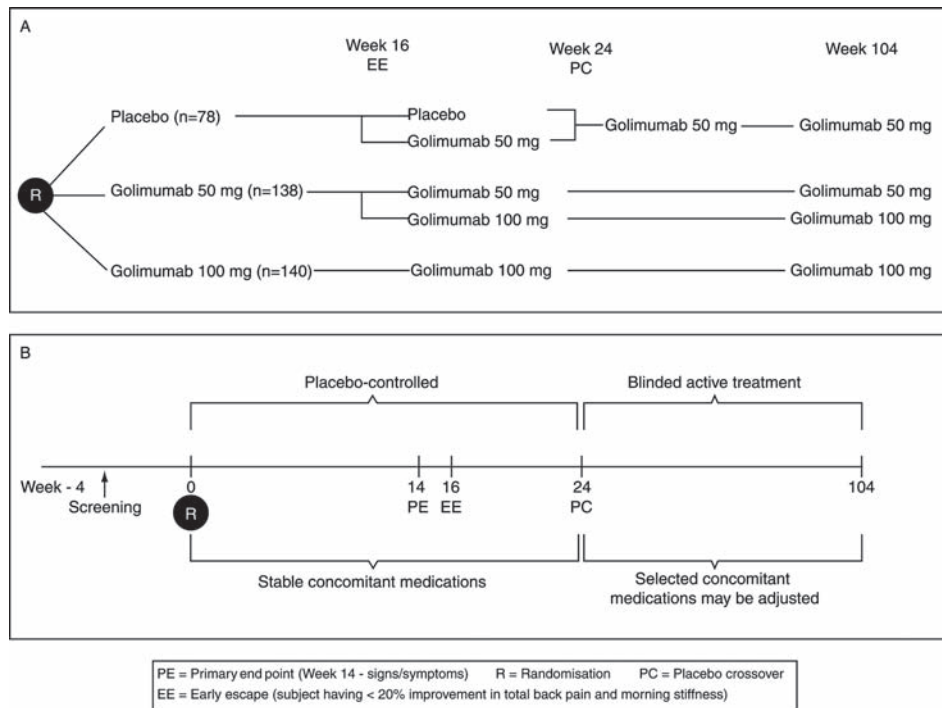 A
Week 16
EE
Week 24
PC
Week 104
Placebo (n=78)
Placebo
Golimumab 50 mg
Golimumab 50 mg
Golimumab 50 mg
R
Golimumab 50 mg (n=138)
Golimumab 50 mg
Golimumab 50 mg
Golimumab 100 mg
Golimumab 100 mg
Golimumab 100 mg (n=140)
Golimumab 100 mg
Golimumab 100 mg
B
Placebo-controlled
Blinded active treatment
Week - 4
0
14
16
24
104
Screening
R
PE
EE
PC
Stable concomitant medications
Selected concomitant
medications may be adjusted
PE = Primary end point (Week 14 - signs/symptoms) R = Randomisation PC = Placebo crossover
EE = Early escape (subject having < 20% improvement in total back pain and morning stiffness)